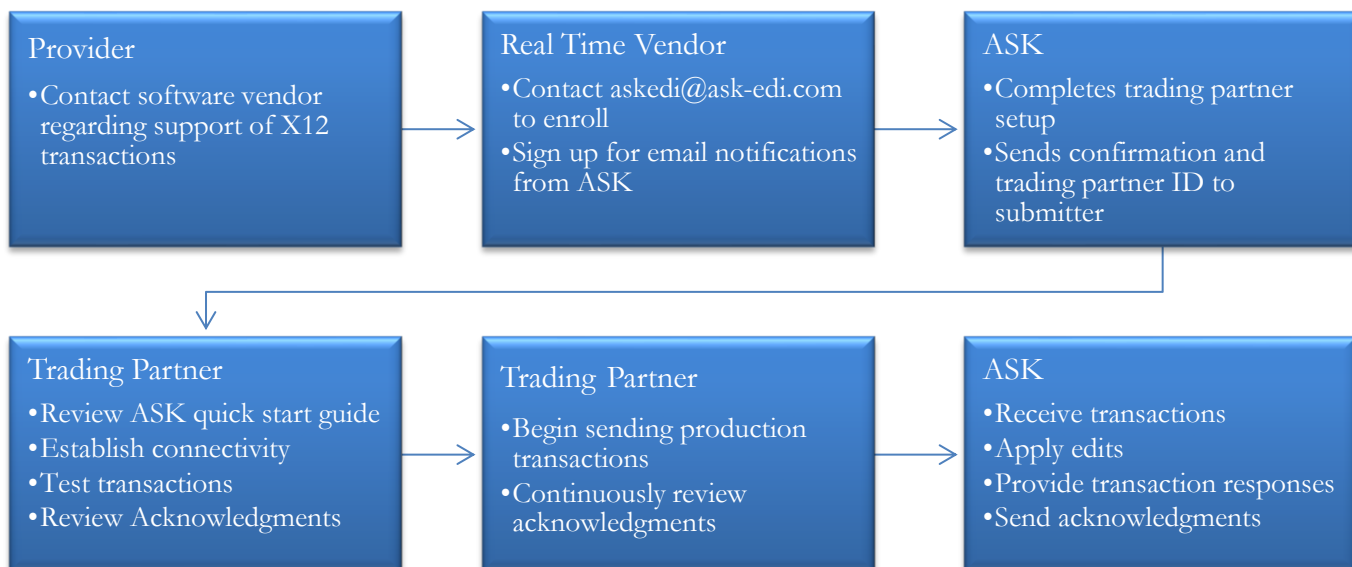 Provider
•Contact software vendor
regarding support of X12
transactions
Real Time Vendor
•Contact askedi@ask-edi.com
to enroll
•Sign up for email notifications
from ASK
ASK
•Completes trading partner
setup
•Sends confirmation and
trading partner ID to
submitter
Trading Partner
•Review ASK quick start guide
•Establish connectivity
•Test transactions
•Review Acknowledgments
Trading Partner
•Begin sending production
transactions
•Continuously review
acknowledgments
ASK
•Receive transactions
•Apply edits
•Provide transaction responses
•Send acknowledgments